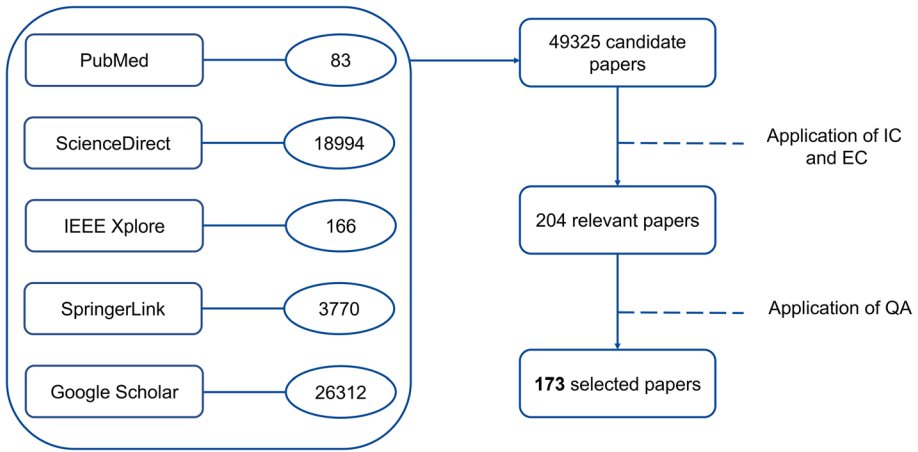 PubMed
83
ScienceDirect
18994
IEEE Xplore
166
SpringerLink
3770
Google Scholar
26312
49325 candidate
papers
Application of IC
and EC
204 relevant papers
Application of QA
173 selected papers